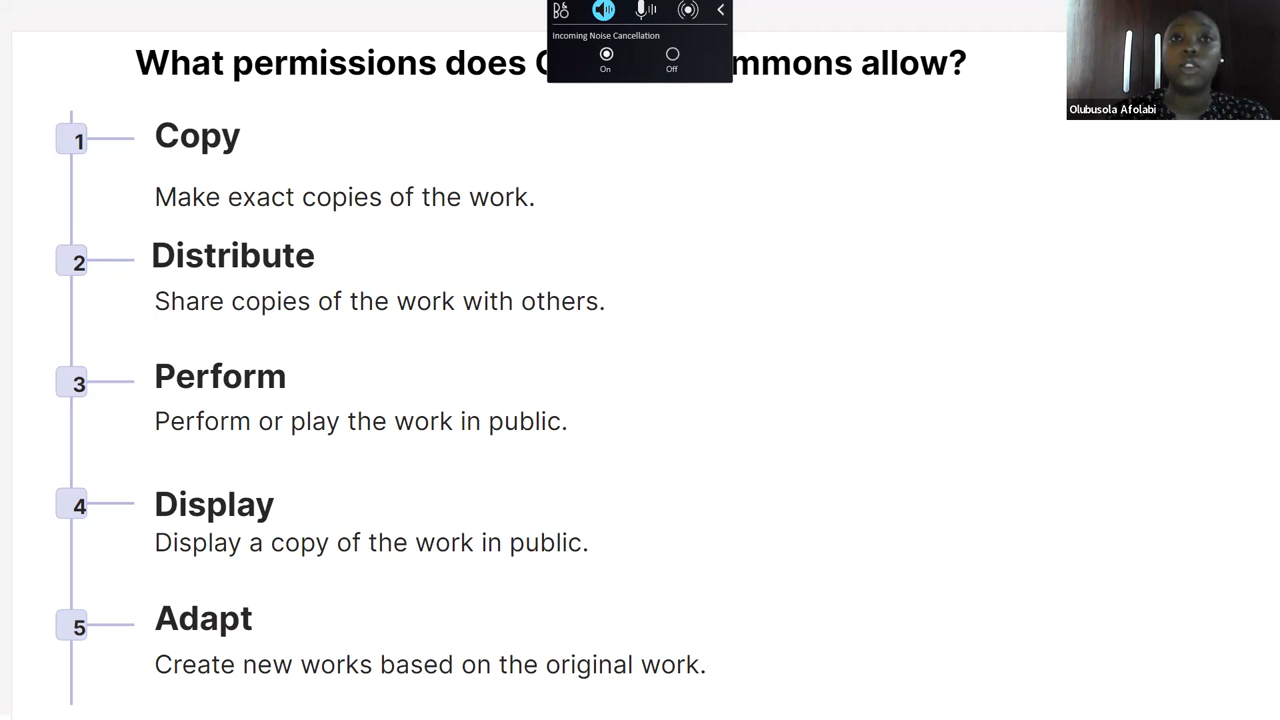 What permissions does C mmons allow?
Incoming Noise Cancellation
On Off
Olubusola Afolabi
1 Copy
Make exact copies of the work.
2 Distribute
Share copies of the work with others.
3 Perform
Perform or play the work in public.
4 Display
Display a copy of the work in public.
5 Adapt
Create new works based on the original work.